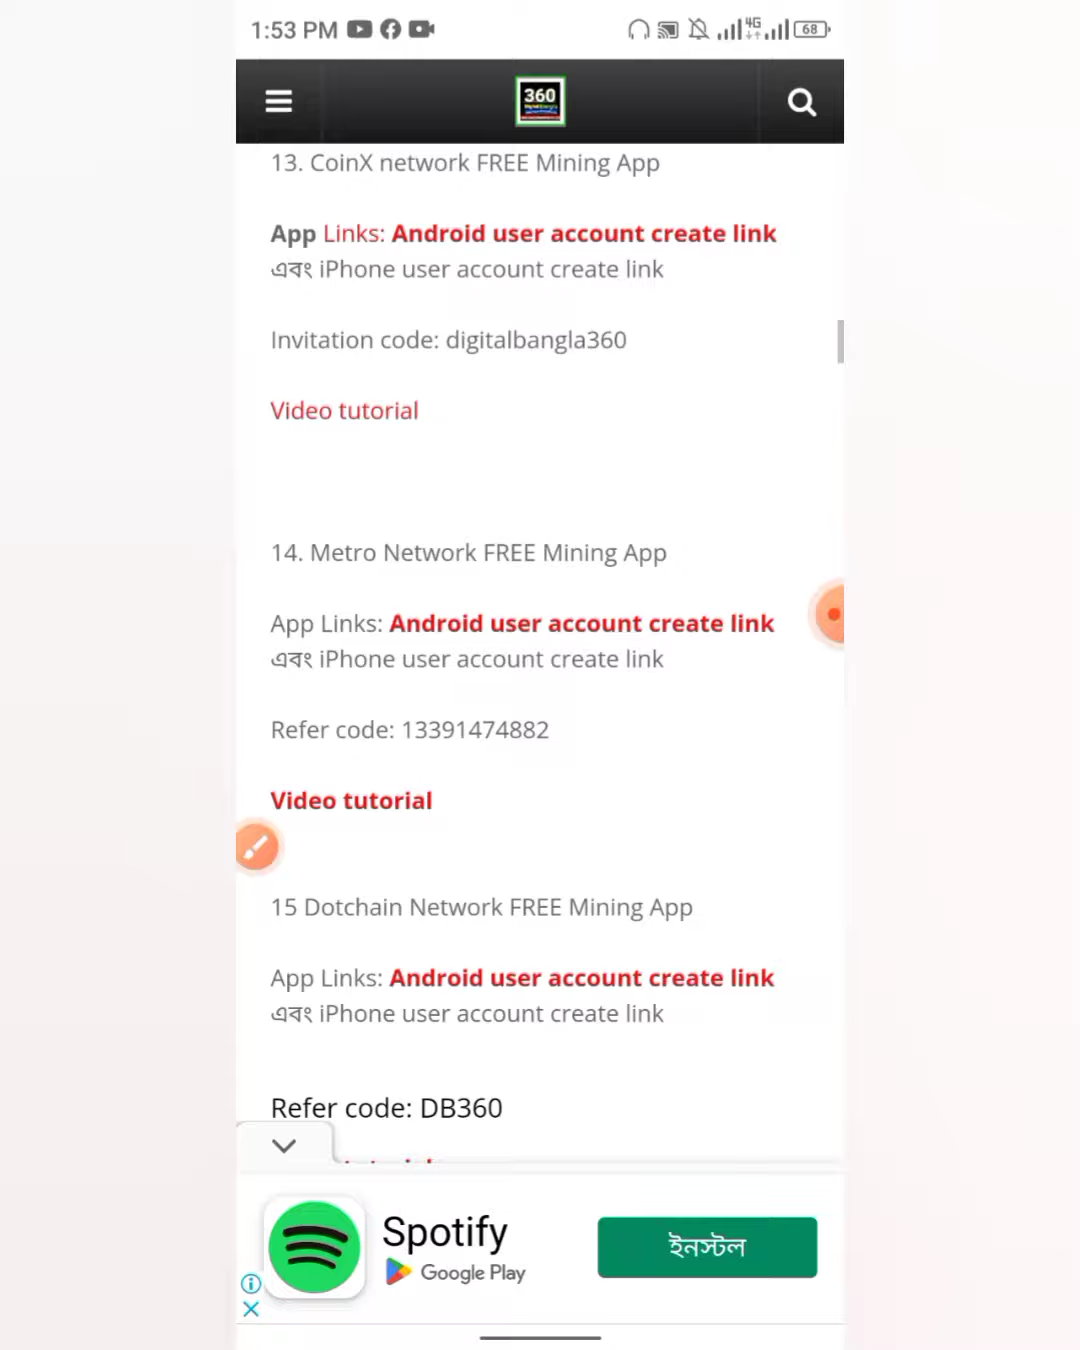 1:53 PM
4G
68
360
13. CoinX network FREE Mining App
App Links: Android user account create link
এবং iPhone user account create link
Invitation code: digitalbangla360
Video tutorial
14. Metro Network FREE Mining App
App Links: Android user account create link
এবং iPhone user account create link
Refer code: 13391474882
Video tutorial
15 Dotchain Network FREE Mining App
App Links: Android user account create link
এবং iPhone user account create link
Refer code: DB360
Spotify
Google Play
ইনস্টল